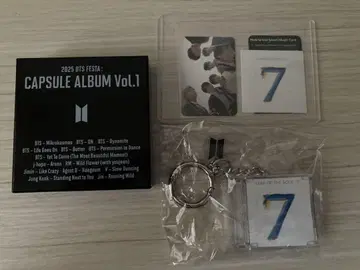 2025 BTS FESTA :
CAPSULE ALBUM Vol.1
BTS - Mikrokosmos BTS - ON BTS - Dynamite
BTS - Life Goes On BTS - Butter BTS - Permission to Dance
BTS - Yet To Come (The Most Beautiful Moment)
j-hope - Arson RM - Wild Flower (with youjeen)
Jimin - Like Crazy Agust D - Haegeum V - Slow Dancing
Jung Kook - Standing Next to You Jin - Running Wild
7
7